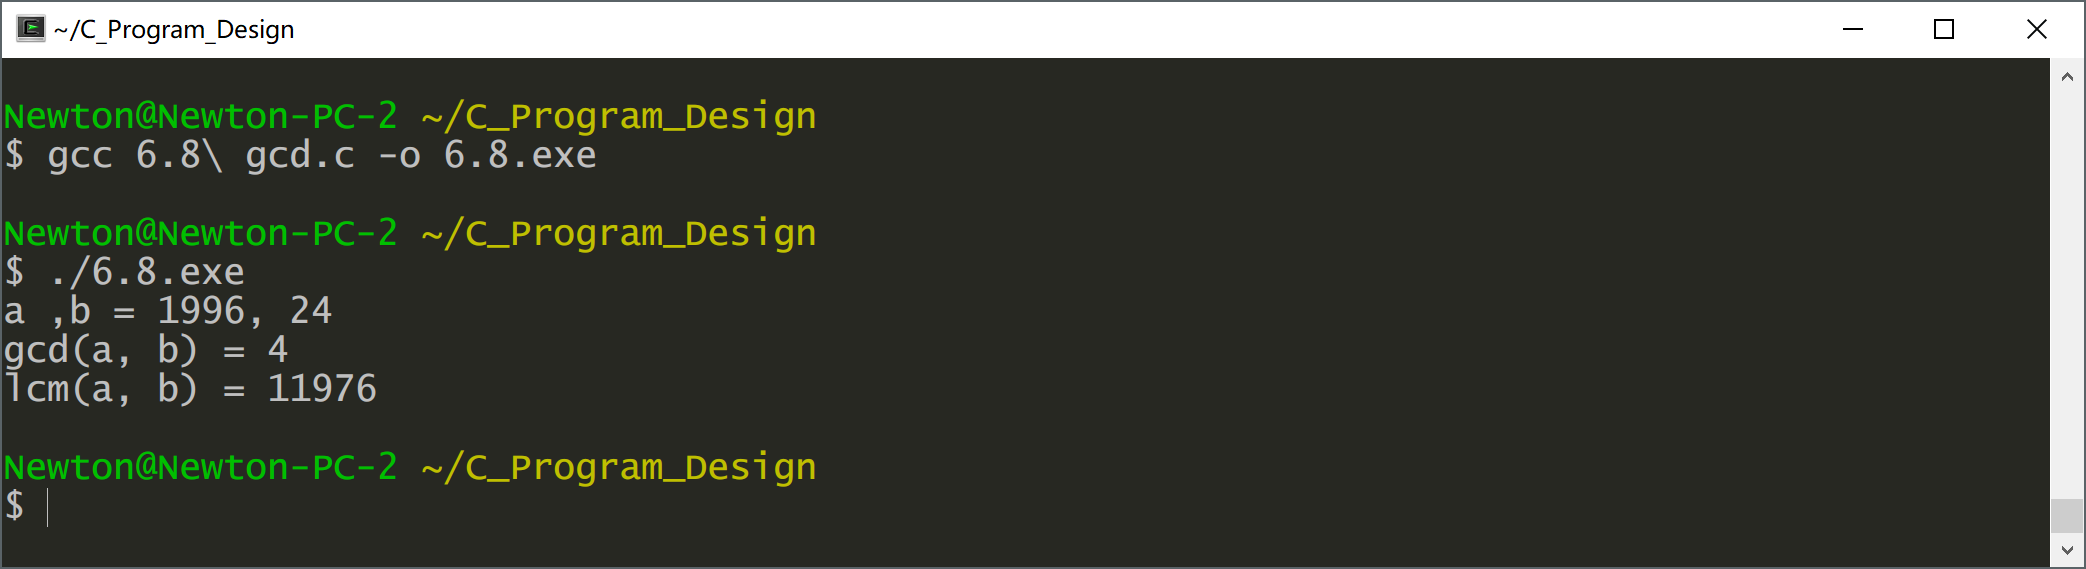 ~/C_Program_Design
Newton@Newton-PC-2 ~/C_Program_Design
$ gcc 6.8\ gcd.c -o 6.8.exe
Newton@Newton-PC-2 ~/C_Program_Design
$ ./6.8.exe
a ,b = 1996, 24
gcd(a, b) = 4
lcm(a, b) = 11976
Newton@Newton-PC-2 ~/C_Program_Design
$